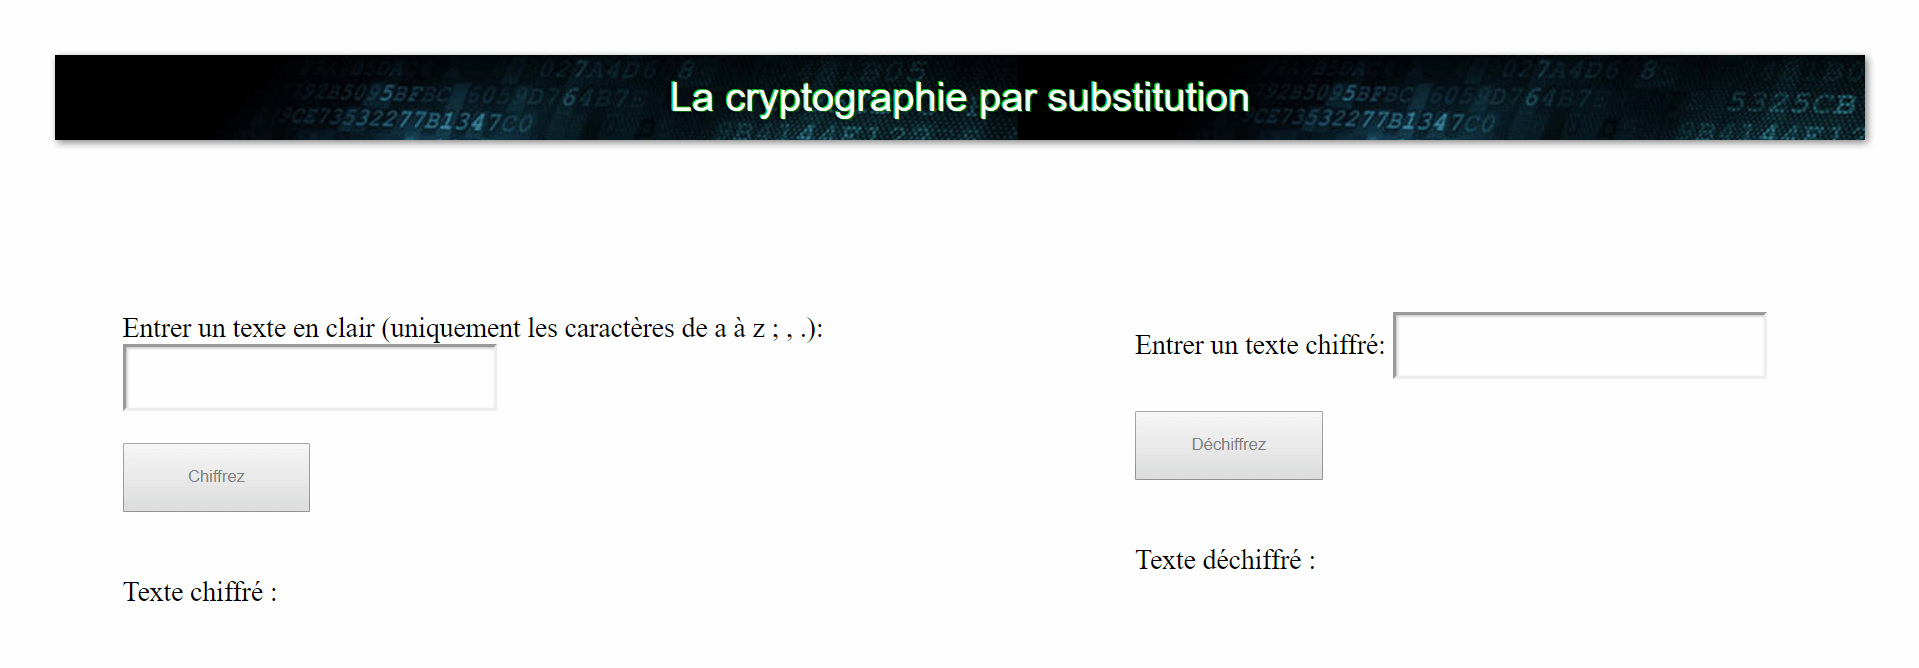 La cryptographie par substitution
Entrer un texte en clair (uniquement les caractères de a à z ; , .):
Chiffrez
Texte chiffré :
Entrer un texte chiffré:
Déchiffrez
Texte déchiffré :